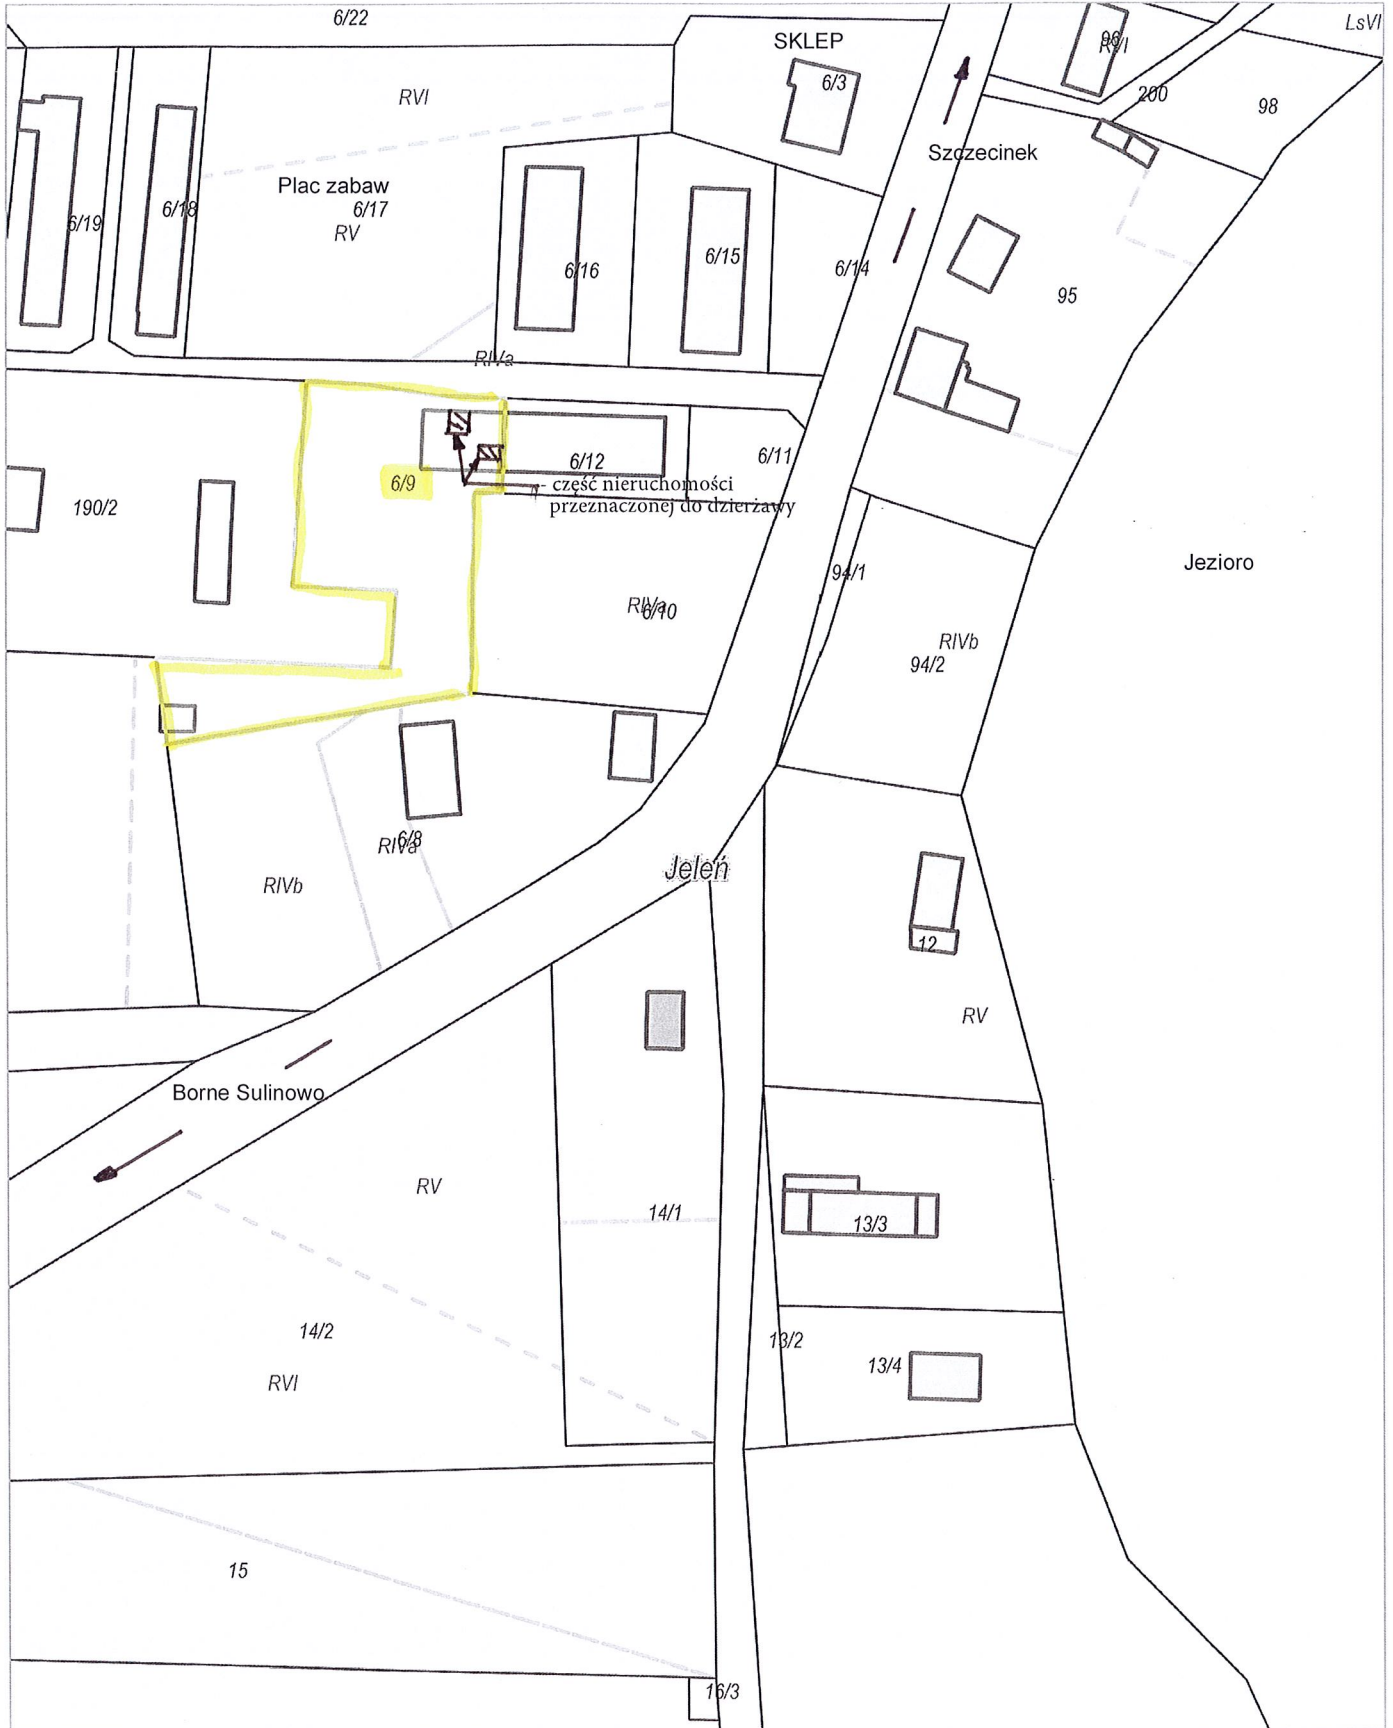 6/22
LsVI
SKLEP
96
RVI
6/3
RVI
200
98
Szczecinek
Plac zabaw
6/19
6/18
6/17
RV
6/16
6/15
6/14
95
RIVa
6/12
6/11
6/9
- część nieruchomości
przeznaczonej do dzierżawy
190/2
Jezioro
94/1
RIVa
6/10
RIVb
94/2
6/8
RIVa
Jeleń
RIVb
12
RV
Borne Sulinowo
RV
14/1
13/3
14/2
13/2
13/4
RVI
15
16/3